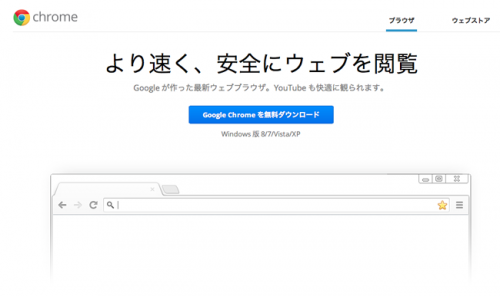 chrome
ブラウザ ウェブストア
より速く、安全にウェブを閲覧
Google が作った最新ウェブブラウザ。YouTube も快適に観られます。
Google Chrome を無料ダウンロード
Windows 版 8/7/Vista/XP